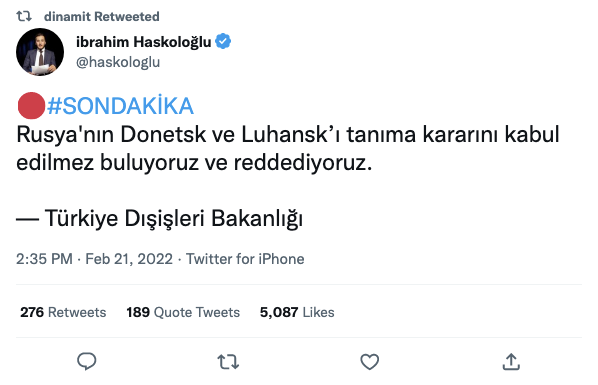 dinamit Retweeted
ibrahim Haskoloğlu
@haskologlu
🔴#SONDAKİKA
Rusya'nın Donetsk ve Luhansk’ı tanıma kararını kabul
edilmez buluyoruz ve reddediyoruz.
— Türkiye Dışişleri Bakanlığı
2:35 PM · Feb 21, 2022 · Twitter for iPhone
276 Retweets 189 Quote Tweets 5,087 Likes